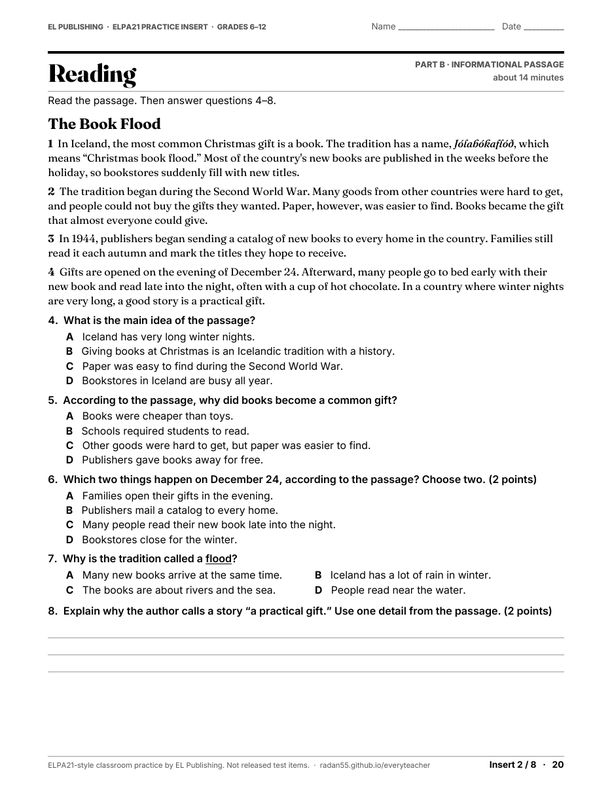 EL PUBLISHING · ELPA21 PRACTICE INSERT · GRADES 6–12
Name ____________________ Date __________
Reading
PART B · INFORMATIONAL PASSAGE
about 14 minutes
Read the passage. Then answer questions 4–8.
The Book Flood
1 In Iceland, the most common Christmas gift is a book. The tradition has a name, Jólabókaflóð, which
means “Christmas book flood.” Most of the country’s new books are published in the weeks before the
holiday, so bookstores suddenly fill with new titles.
2 The tradition began during the Second World War. Many goods from other countries were hard to get,
and people could not buy the gifts they wanted. Paper, however, was easier to find. Books became the gift
that almost everyone could give.
3 In 1944, publishers began sending a catalog of new books to every home in the country. Families still
read it each autumn and mark the titles they hope to receive.
4 Gifts are opened on the evening of December 24. Afterward, many people go to bed early with their
new book and read late into the night, often with a cup of hot chocolate. In a country where winter nights
are very long, a good story is a practical gift.
4. What is the main idea of the passage?
A Iceland has very long winter nights.
B Giving books at Christmas is an Icelandic tradition with a history.
C Paper was easy to find during the Second World War.
D Bookstores in Iceland are busy all year.
5. According to the passage, why did books become a common gift?
A Books were cheaper than toys.
B Schools required students to read.
C Other goods were hard to get, but paper was easier to find.
D Publishers gave books away for free.
6. Which two things happen on December 24, according to the passage? Choose two. (2 points)
A Families open their gifts in the evening.
B Publishers mail a catalog to every home.
C Many people read their new book late into the night.
D Bookstores close for the winter.
7. Why is the tradition called a flood?
A Many new books arrive at the same time. B Iceland has a lot of rain in winter.
C The books are about rivers and the sea. D People read near the water.
8. Explain why the author calls a story “a practical gift.” Use one detail from the passage. (2 points)
ELPA21-style classroom practice by EL Publishing. Not released test items. · radan55.github.io/everyteacher
Insert 2 / 8 · 20